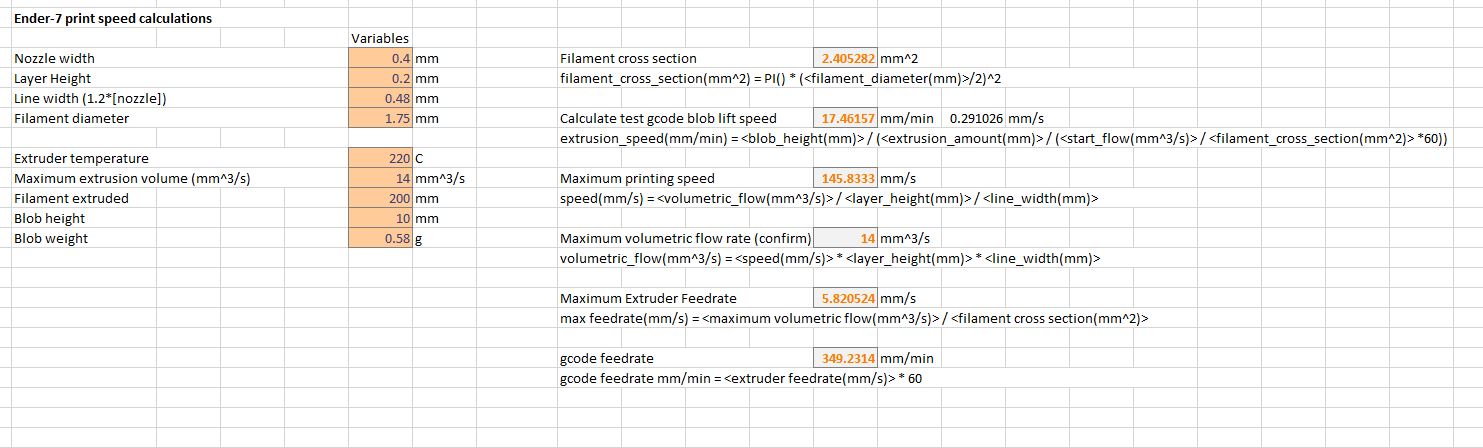 Ender-7 print speed calculations
Variables
Nozzle width 0.4 mm Filament cross section 2.405282 mm^2
Layer Height 0.2 mm filament_cross_section(mm^2) = PI() * (<filament_diameter(mm)>/2)^2
Line width (1.2*[nozzle]) 0.48 mm
Filament diameter 1.75 mm Calculate test gcode blob lift speed 17.46157 mm/min 0.291026 mm/s
extrusion_speed(mm/min) = <blob_height(mm)> / (<extrusion_amount(mm)> / (<start_flow(mm^3/s)> / <filament_cross_section(mm^2)> *60))
Extruder temperature 220 C
Maximum extrusion volume (mm^3/s) 14 mm^3/s Maximum printing speed 145.8333 mm/s
Filament extruded 200 mm speed(mm/s) = <volumetric_flow(mm^3/s)> / <layer_height(mm)> / <line_width(mm)>
Blob height 10 mm
Blob weight 0.58 g Maximum volumetric flow rate (confirm) 14 mm^3/s
volumetric_flow(mm^3/s) = <speed(mm/s)> * <layer_height(mm)> * <line_width(mm)>
Maximum Extruder Feedrate 5.820524 mm/s
max feedrate(mm/s) = <maximum volumetric flow(mm^3/s)> / <filament cross section(mm^2)>
gcode feedrate 349.2314 mm/min
gcode feedrate mm/min = <extruder feedrate(mm/s)> * 60